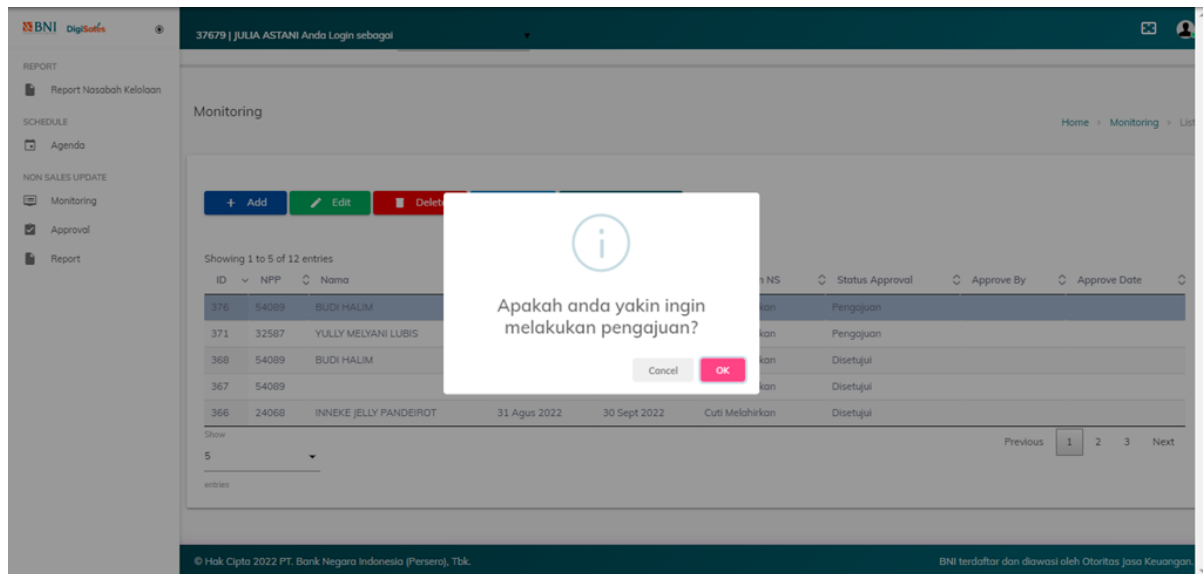 BNI DigiSales
37679 | JULIA ASTANI Anda Login sebagai
REPORT
Report Nasabah Kelolaan
SCHEDULE
Agenda
NON SALES UPDATE
Monitoring
Approval
Report
Monitoring
Home Monitoring List
Add Edit Delete
Showing 1 to 5 of 12 entries
ID NPP Nama NS Status Approval Approve By Approve Date
376 54089 BUDI HALIM Pengajuan
371 32587 YULLY MELYANI LUBIS Pengajuan
368 54089 BUDI HALIM Disetujui
367 54089 Disetujui
366 24068 INNEKE JELLY PANDEIROT 31 Agus 2022 30 Sept 2022 Cuti Melahirkan Disetujui
Apakah anda yakin ingin
melakukan pengajuan?
Cancel OK
Show
5
entries
Previous 1 2 3 Next
© Hak Cipta 2022 PT. Bank Negara Indonesia (Persero), Tbk.
BNI terdaftar dan diawasi oleh Otoritas Jasa Keuangan.